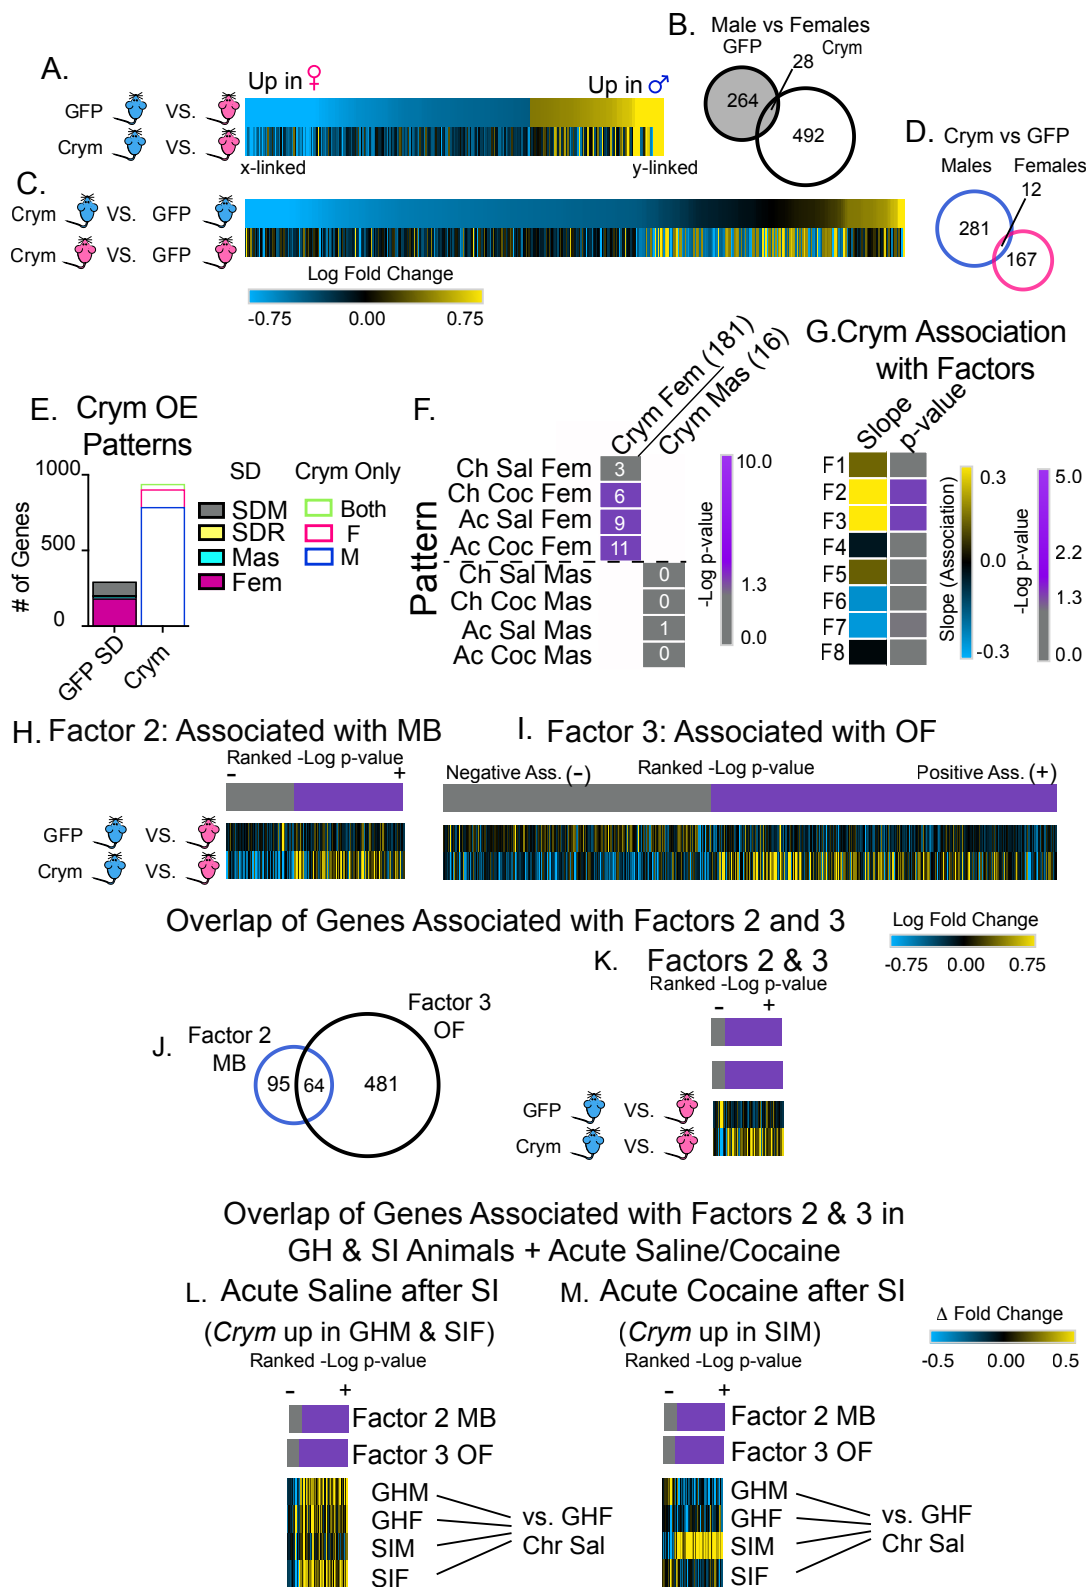 A.
Up in ♀
Up in ♂
GFP VS.
Crym VS.
x-linked
y-linked
B. Male vs Females
GFP
Crym
28
264
492
C.
Crym VS. GFP
Crym VS. GFP
Log Fold Change
-0.75 0.00 0.75
D. Crym vs GFP
Males
Females
12
281
167
E. Crym OE
Patterns
# of Genes
1000
500
0
GFP SD
Crym
SD
SDM
SDR
Mas
Fem
Crym Only
Both
F
M
F.
Crym Fem (181)
Crym Mas (16)
Pattern
Ch Sal Fem 3
Ch Coc Fem 6
Ac Sal Fem 9
Ac Coc Fem 11
Ch Sal Mas 0
Ch Coc Mas 0
Ac Sal Mas 1
Ac Coc Mas 0
-Log p-value
10.0
1.3
0.0
G.Crym Association
with Factors
Slope
p-value
F1
F2
F3
F4
F5
F6
F7
F8
Slope (Association)
0.3
0.0
-0.3
-Log p-value
5.0
2.2
1.3
0.0
H. Factor 2: Associated with MB
Ranked -Log p-value
- +
GFP VS.
Crym VS.
I. Factor 3: Associated with OF
Negative Ass. (-) Ranked -Log p-value Positive Ass. (+)
Overlap of Genes Associated with Factors 2 and 3
Log Fold Change
-0.75 0.00 0.75
J.
Factor 2
MB
Factor 3
OF
95
64
481
K. Factors 2 & 3
Ranked -Log p-value
- +
GFP VS.
Crym VS.
Overlap of Genes Associated with Factors 2 & 3 in
GH & SI Animals + Acute Saline/Cocaine
L. Acute Saline after SI
(Crym up in GHM & SIF)
Ranked -Log p-value
- +
Factor 2 MB
Factor 3 OF
GHM
GHF
SIM
SIF
vs. GHF
Chr Sal
M. Acute Cocaine after SI
(Crym up in SIM)
Ranked -Log p-value
- +
Factor 2 MB
Factor 3 OF
GHM
GHF
SIM
SIF
vs. GHF
Chr Sal
Δ Fold Change
-0.5 0.00 0.5